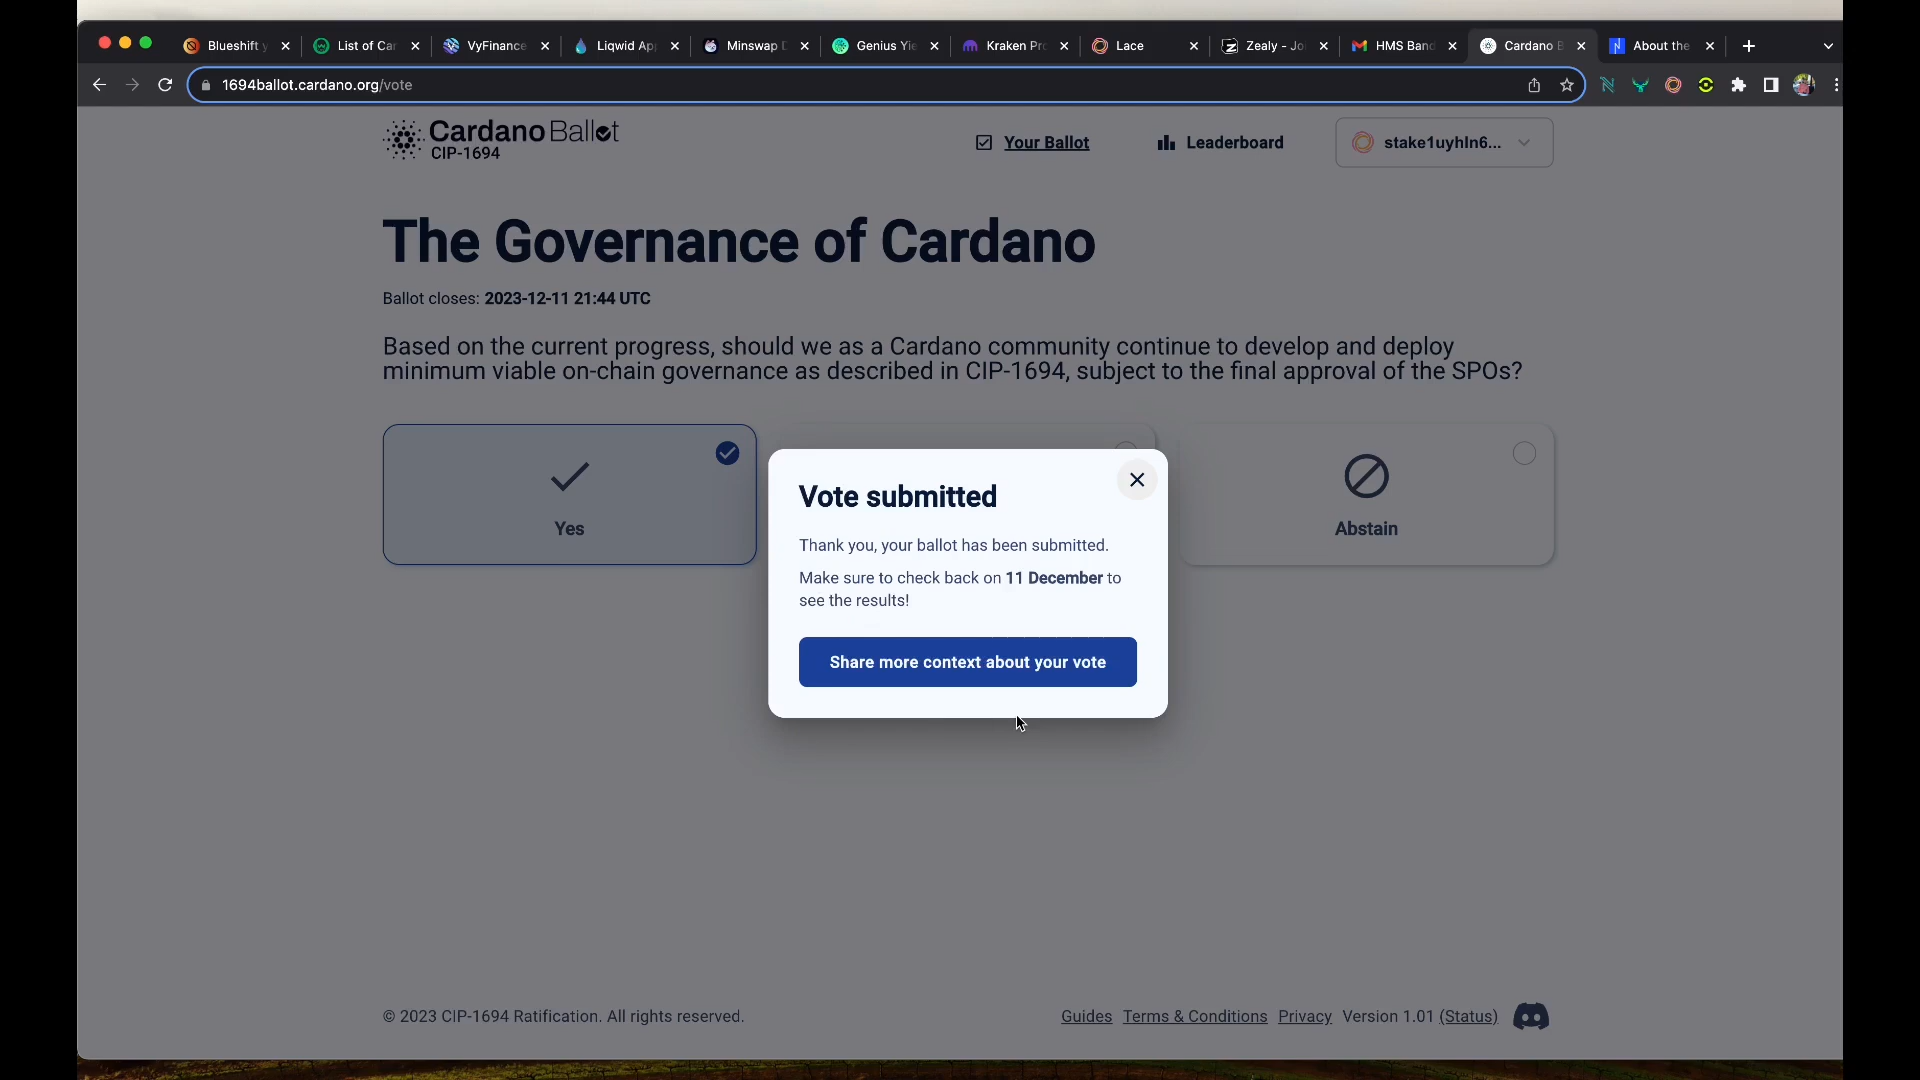 Blueshift
List of Car
VyFinance
Liqwid Ap
Minswap
Genius Yie
Kraken Pro
Lace
Zealy - Jo
HMS Band
Cardano B
About the
1694ballot.cardano.org/vote
Cardano Ballot
CIP-1694
Your Ballot
Leaderboard
stake1uyhln6...
The Governance of Cardano
Ballot closes: 2023-12-11 21:44 UTC
Based on the current progress, should we as a Cardano community continue to develop and deploy
minimum viable on-chain governance as described in CIP-1694, subject to the final approval of the SPOs?
Yes
Abstain
Vote submitted
Thank you, your ballot has been submitted.
Make sure to check back on 11 December to
see the results!
Share more context about your vote
© 2023 CIP-1694 Ratification. All rights reserved.
Guides Terms & Conditions Privacy Version 1.01 (Status)